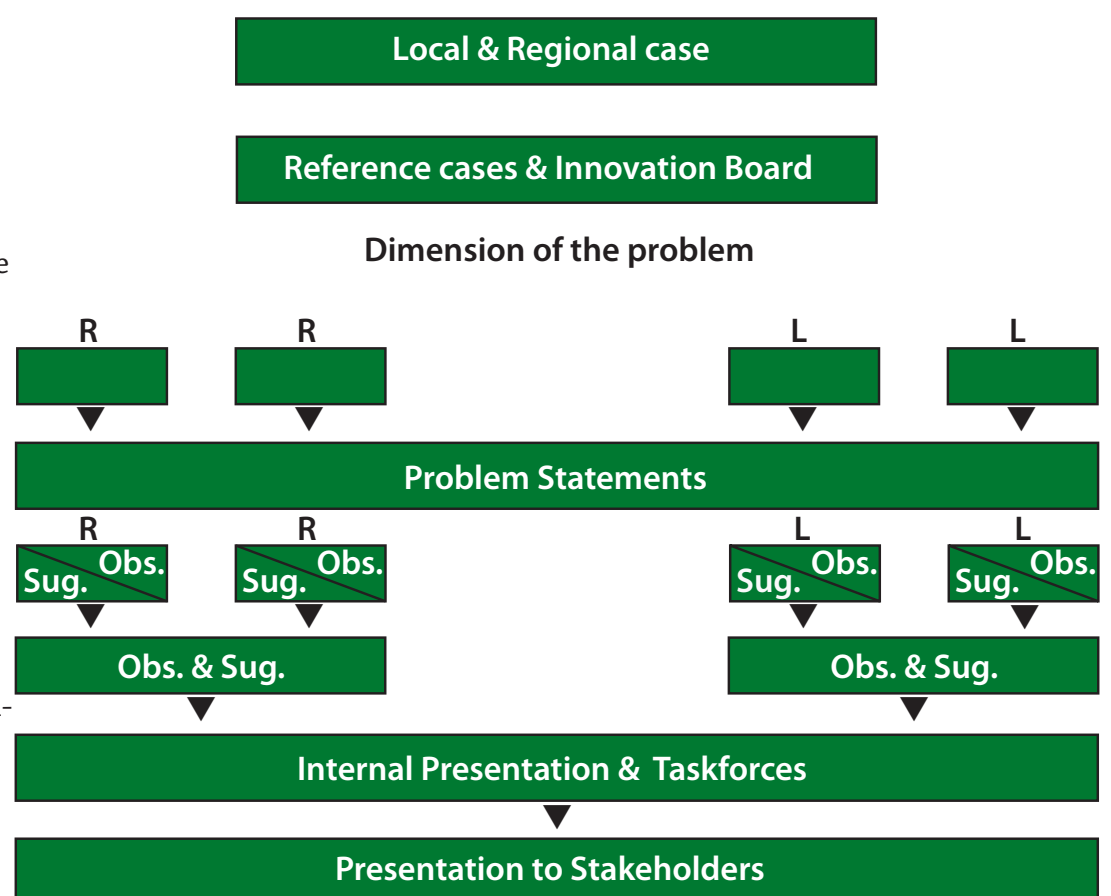 Local & Regional case
Reference cases & Innovation Board
Dimension of the problem
e
R R L L
Problem Statements
R R L L
Sug. Obs. Sug. Obs. Sug. Obs. Sug. Obs.
Obs. & Sug. Obs. & Sug.
-
Internal Presentation & Taskforces
Presentation to Stakeholders